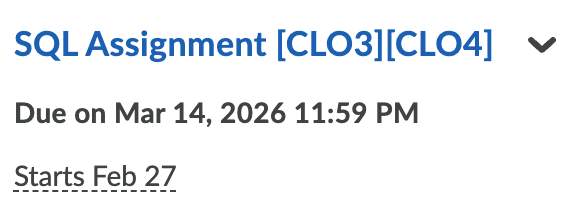 SQL Assignment [CLO3][CLO4]
Due on Mar 14, 2026 11:59 PM
Starts Feb 27